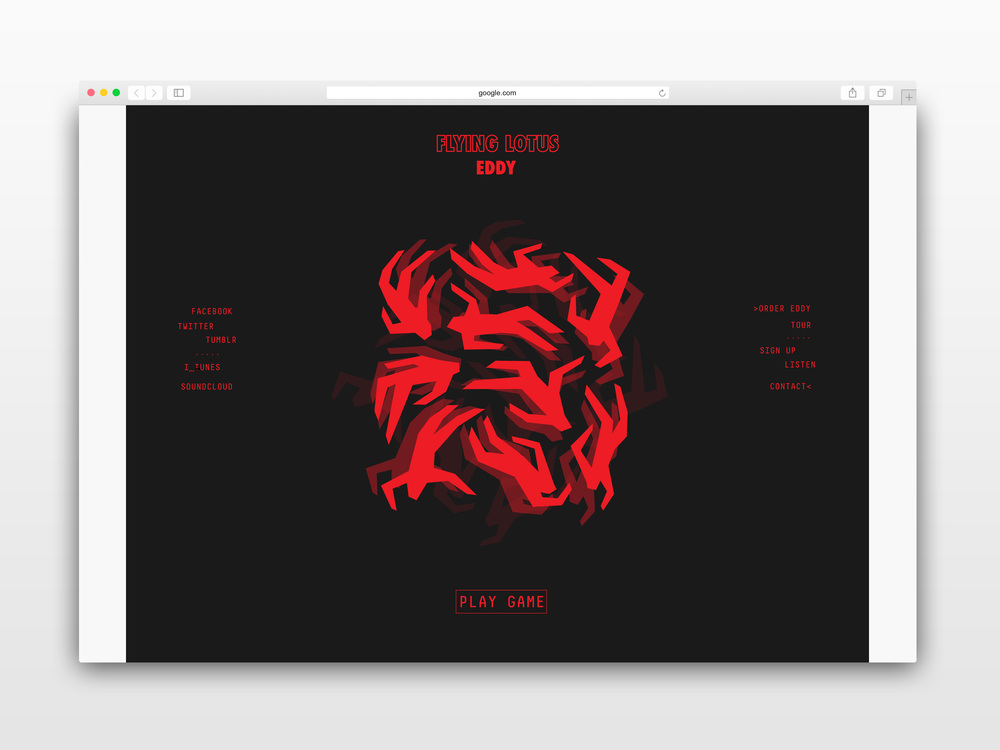 google.com
FLYING LOTUS
EDDY
FACEBOOK
TWITTER
TUMBLR
.....
I_TUNES
SOUNDCLOUD
>ORDER EDDY
TOUR
.....
SIGN UP
LISTEN
CONTACT<
PLAY GAME